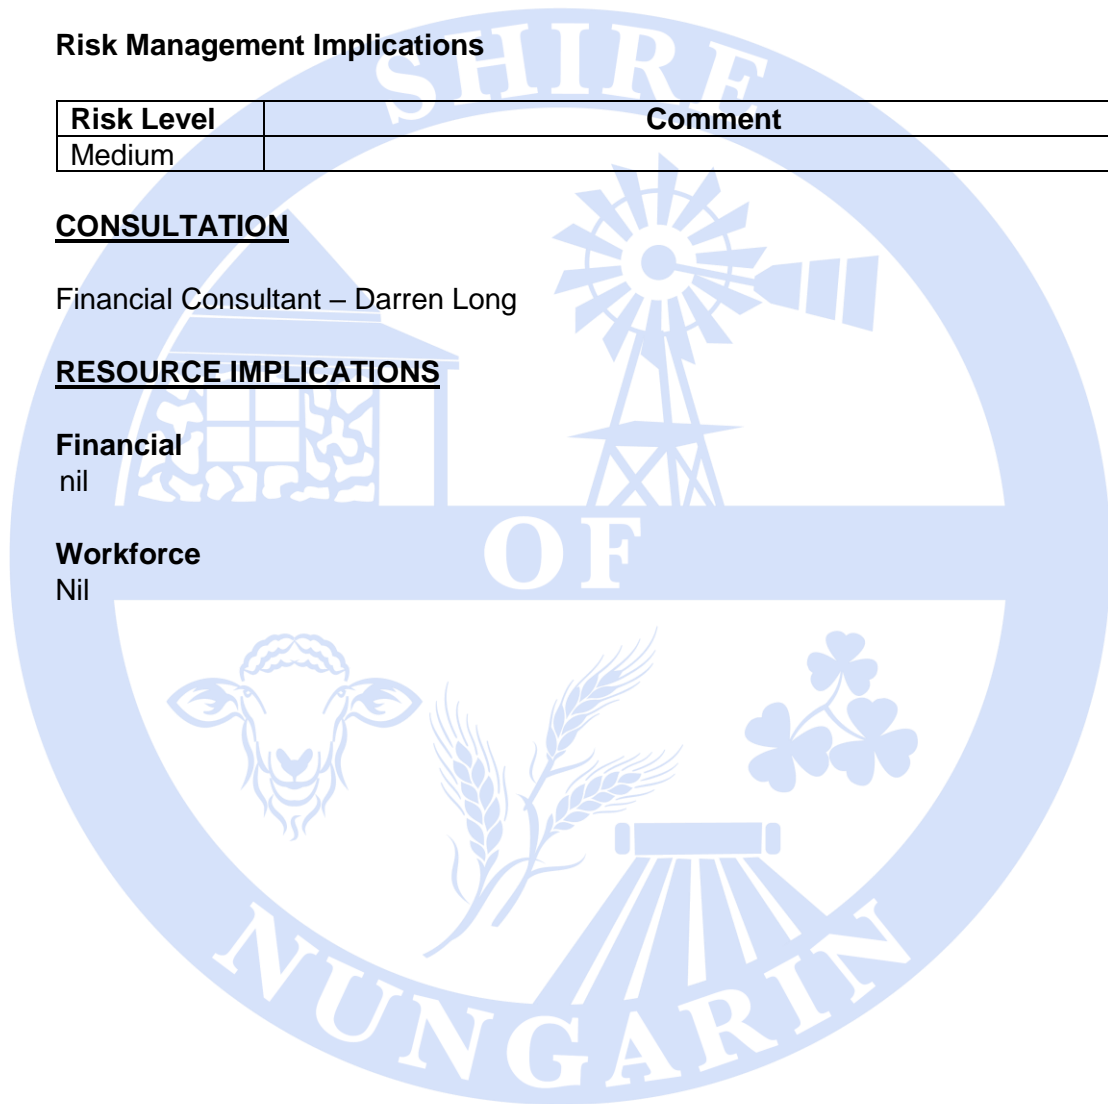 Risk Management Implications
Risk Level Comment
Medium
CONSULTATION
Financial Consultant – Darren Long
RESOURCE IMPLICATIONS
Financial
nil
Workforce
Nil
SHIRE
OF
NUNGARIN